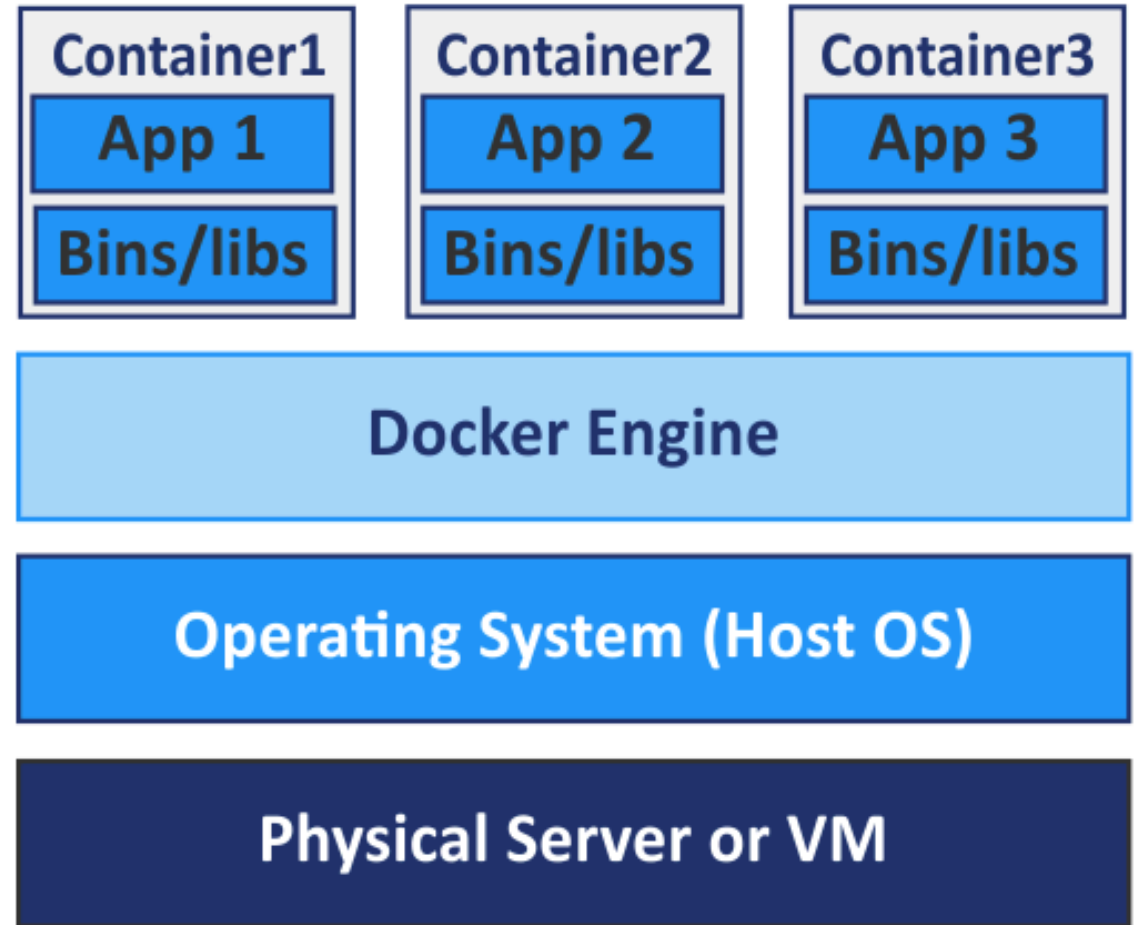 Container1
App 1
Bins/libs
Container2
App 2
Bins/libs
Container3
App 3
Bins/libs
Docker Engine
Operating System (Host OS)
Physical Server or VM